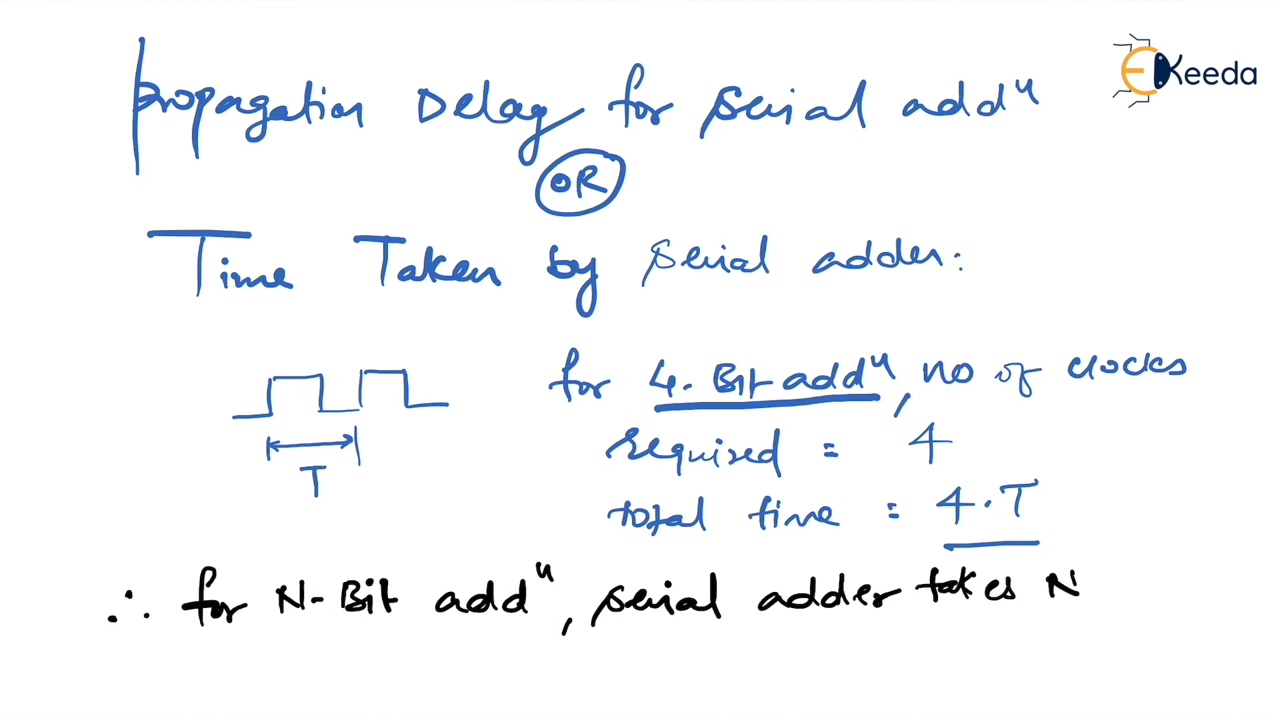 EKeeda
Propagation Delay for serial addⁿ
OR
Time Taken by serial adder:
for 4-Bit addⁿ, no of clocks
required = 4
T
total time = 4.T
∴ for N-Bit addⁿ, serial adder takes N